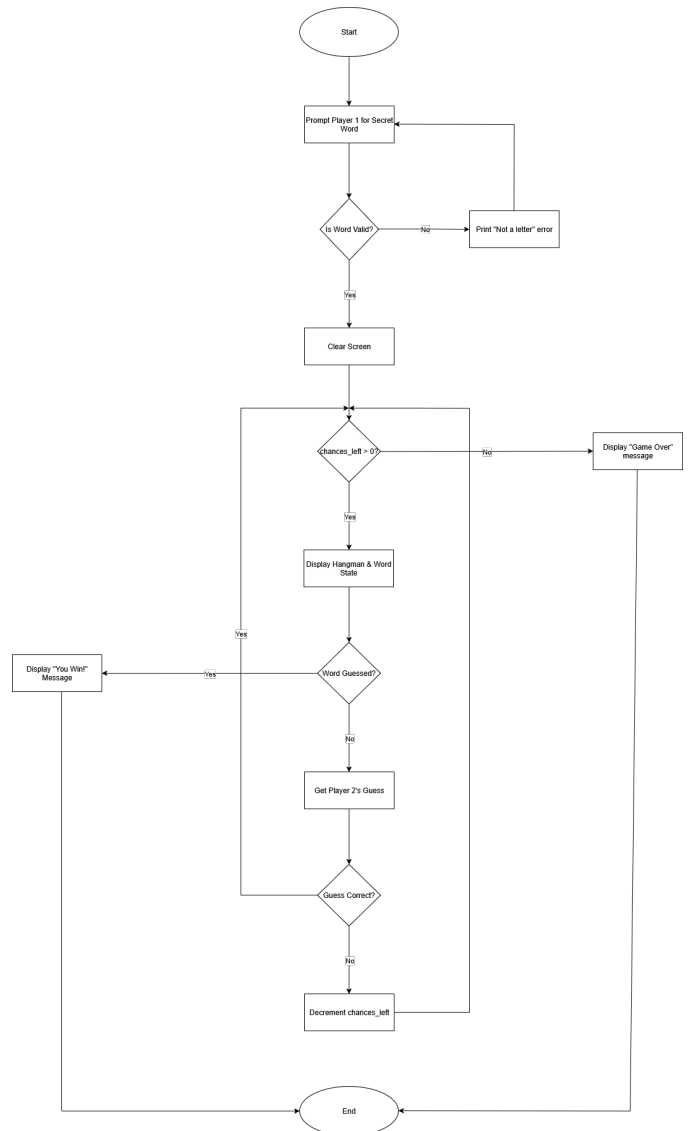 Start
Prompt Player 1 for Secret
Word
Is Word Valid?
No
Print "Not a letter" error
Yes
Clear Screen
chances_left > 0?
No
Display "Game Over"
message
Yes
Display Hangman & Word
State
Yes
Word Guessed?
Yes
Display "You Win!"
Message
No
Get Player 2's Guess
Guess Correct?
No
Decrement chances_left
End